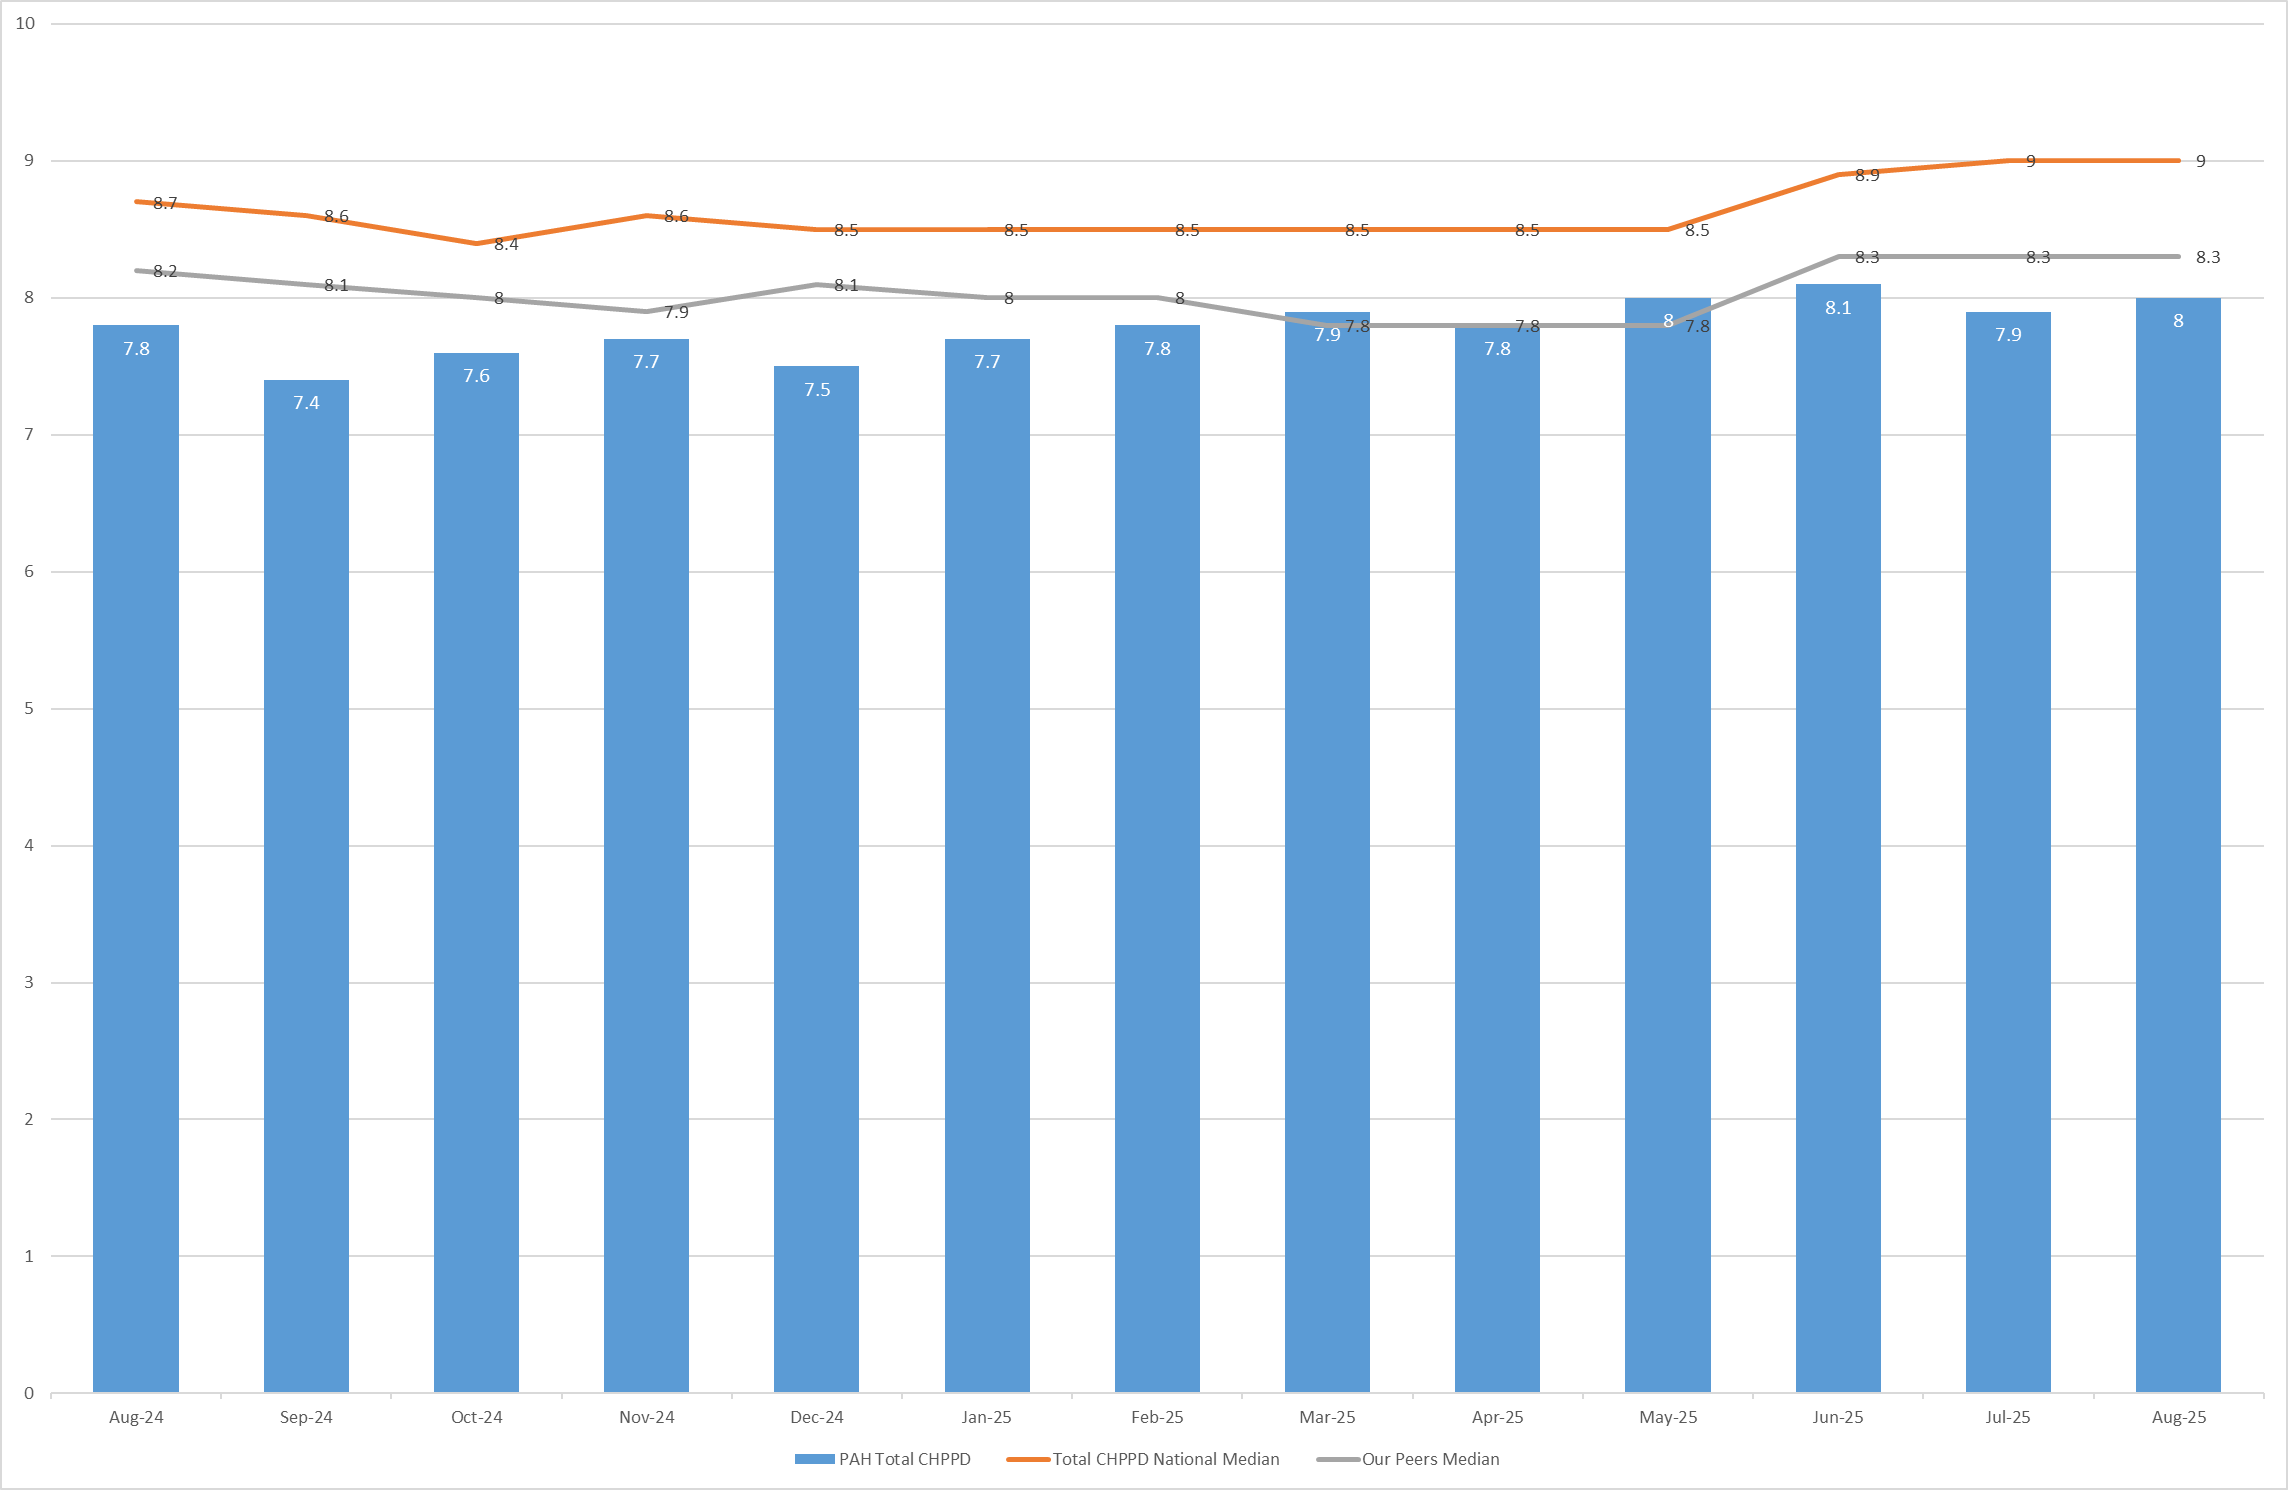 10
9
8
7
6
5
4
3
2
1
0
8.7 8.6 8.4 8.6 8.5 8.5 8.5 8.5 8.5 8.5 8.9 9 9
8.2 8.1 8 7.9 8.1 8 8 7.8 7.8 7.8 8.3 8.3 8.3
7.8 7.4 7.6 7.7 7.5 7.7 7.8 7.9 7.8 8 8.1 7.9 8
Aug-24 Sep-24 Oct-24 Nov-24 Dec-24 Jan-25 Feb-25 Mar-25 Apr-25 May-25 Jun-25 Jul-25 Aug-25
PAH Total CHPPD Total CHPPD National Median Our Peers Median